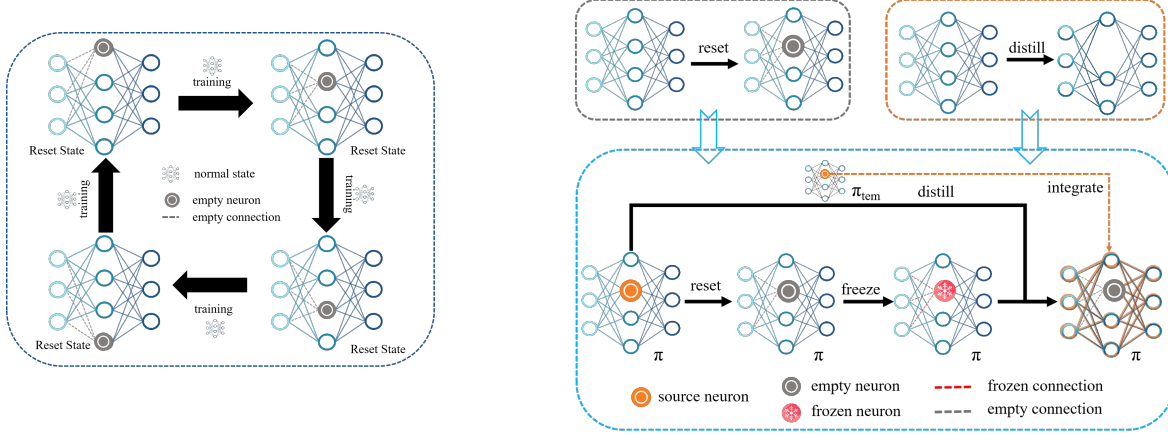 training
Reset State
Reset State
training
training
normal state
empty neuron
empty connection
training
Reset State
Reset State
reset
distill
π_tem
distill
integrate
reset
freeze
π
π
π
π
source neuron
empty neuron
frozen neuron
frozen connection
empty connection